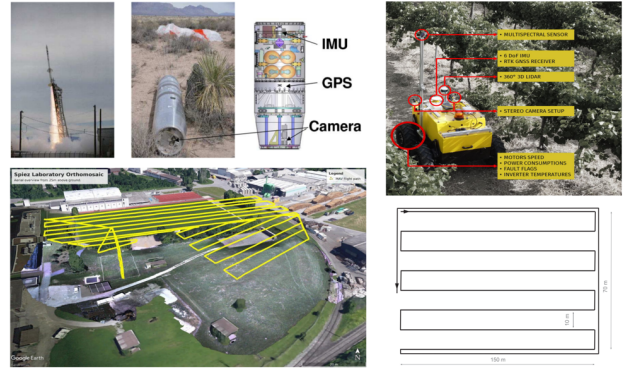 IMU
GPS
Camera
• MULTISPECTRAL SENSOR
• 6 DoF IMU
• RTK GNSS RECEIVER
• 360° 3D LIDAR
• STEREO CAMERA SETUP
• MOTORS SPEED
• POWER CONSUMPTIONS
• FAULT FLAGS
• INVERTER TEMPERATURES
Spiez Laboratory Orthomosaic
Legend
Google Earth
N
10 m
70 m
150 m